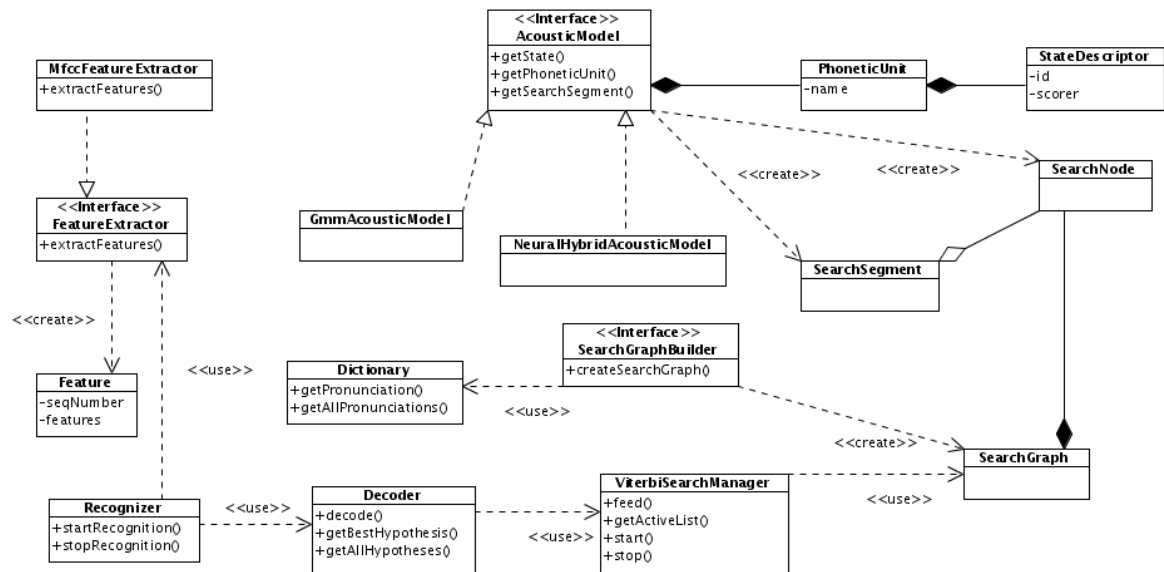 <<Interface>>
AcousticModel
+getState()
+getPhoneticUnit()
+getSearchSegment()
MfccFeatureExtractor
+extractFeatures()
PhoneticUnit
-name
StateDescriptor
-id
-scorer
<<create>>
<<create>>
SearchNode
<<Interface>>
FeatureExtractor
+extractFeatures()
GmmAcousticModel
NeuralHybridAcousticModel
SearchSegment
<<create>>
<<use>>
<<Interface>>
SearchGraphBuilder
+createSearchGraph()
Dictionary
+getPronunciation()
+getAllPronunciations()
<<use>>
Feature
-seqNumber
-features
<<create>>
SearchGraph
Recognizer
+startRecognition()
+stopRecognition()
<<use>>
Decoder
+decode()
+getBestHypothesis()
+getAllHypotheses()
<<use>>
ViterbiSearchManager
+feed()
+getActiveList()
+start()
+stop()
<<use>>